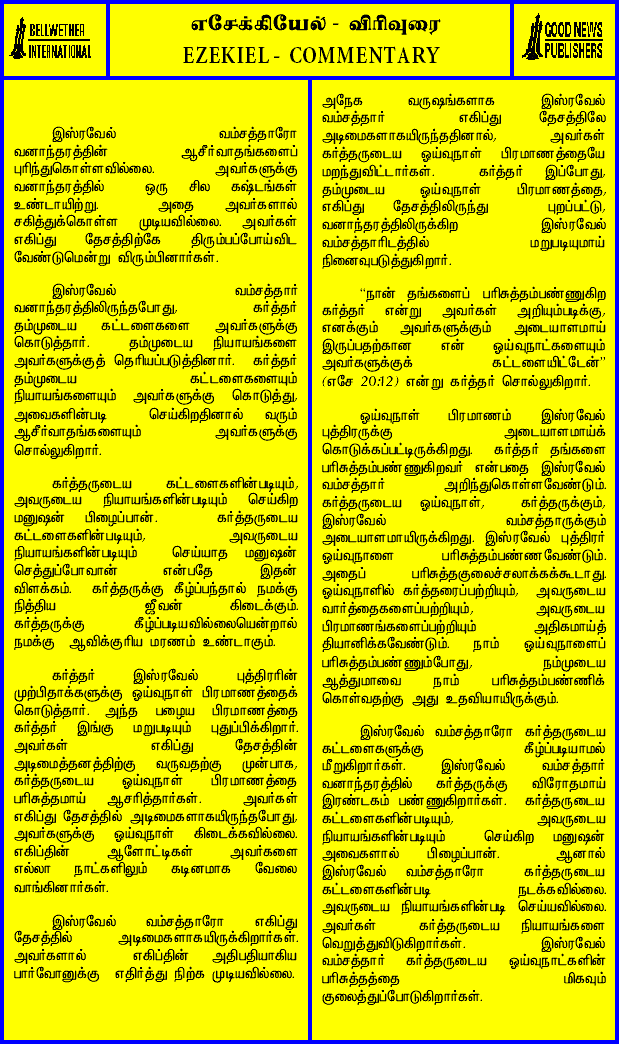 BELLWETHER
INTERNATIONAL
எசேக்கியேல் - விரிவுரை
EZEKIEL - COMMENTARY
GOOD NEWS
PUBLISHERS
இஸ்ரவேல் வம்சத்தாரோ
வனாந்தரத்தின் ஆசீர்வாதங்களைப்
புரிந்துகொள்ளவில்லை. அவர்களுக்கு
வனாந்தரத்தில் ஒரு சில கஷ்டங்கள்
உண்டாயிற்று. அதை அவர்களால்
சகித்துக்கொள்ள முடியவில்லை. அவர்கள்
எகிப்து தேசத்திற்கே திரும்பப்போய்விட
வேண்டுமென்று விரும்பினார்கள்.
இஸ்ரவேல் வம்சத்தார்
வனாந்தரத்திலிருந்தபோது, கர்த்தர்
தம்முடைய கட்டளைகளை அவர்களுக்கு
கொடுத்தார். தம்முடைய நியாயங்களை
அவர்களுக்குத் தெரியப்படுத்தினார். கர்த்தர்
தம்முடைய கட்டளைகளையும்
நியாயங்களையும் அவர்களுக்கு கொடுத்து,
அவைகளின்படி செய்கிறதினால் வரும்
ஆசீர்வாதங்களையும் அவர்களுக்கு
சொல்லுகிறார்.
கர்த்தருடைய கட்டளைகளின்படியும்,
அவருடைய நியாயங்களின்படியும் செய்கிற
மனுஷன் பிழைப்பான். கர்த்தருடைய
கட்டளைகளின்படியும், அவருடைய
நியாயங்களின்படியும் செய்யாத மனுஷன்
செத்துப்போவான் என்பதே இதன்
விளக்கம். கர்த்தருக்கு கீழ்ப்பந்தால் நமக்கு
நித்திய ஜீவன் கிடைக்கும்.
கர்த்தருக்கு கீழ்ப்படியவில்லையென்றால்
நமக்கு ஆவிக்குரிய மரணம் உண்டாகும்.
கர்த்தர் இஸ்ரவேல் புத்திரரின்
முற்பிதாக்களுக்கு ஓய்வுநாள் பிரமாணத்தைக்
கொடுத்தார். அந்த பழைய பிரமாணத்தை
கர்த்தர் இங்கு மறுபடியும் புதுப்பிக்கிறார்.
அவர்கள் எகிப்து தேசத்தின்
அடிமைத்தனத்திற்கு வருவதற்கு முன்பாக,
கர்த்தருடைய ஓய்வுநாள் பிரமாணத்தை
பரிசுத்தமாய் ஆசரித்தார்கள். அவர்கள்
எகிப்து தேசத்தில் அடிமைகளாகயிருந்தபோது,
அவர்களுக்கு ஓய்வுநாள் கிடைக்கவில்லை.
எகிப்தின் ஆளோட்டிகள் அவர்களை
எல்லா நாட்களிலும் கடினமாக வேலை
வாங்கினார்கள்.
இஸ்ரவேல் வம்சத்தாரோ எகிப்து
தேசத்தில் அடிமைகளாகயிருக்கிறார்கள்.
அவர்களால் எகிப்தின் அதிபதியாகிய
பார்வோனுக்கு எதிர்த்து நிற்க முடியவில்லை.
அநேக வருஷங்களாக இஸ்ரவேல்
வம்சத்தார் எகிப்து தேசத்திலே
அடிமைகளாகயிருந்ததினால், அவர்கள்
கர்த்தருடைய ஓய்வுநாள் பிரமாணத்தையே
மறந்துவிட்டார்கள். கர்த்தர் இப்போது,
தம்முடைய ஓய்வுநாள் பிரமாணத்தை,
எகிப்து தேசத்திலிருந்து புறப்பட்டு,
வனாந்தரத்திலிருக்கிற இஸ்ரவேல்
வம்சத்தாரிடத்தில் மறுபடியுமாய்
நினைவுபடுத்துகிறார்.
“நான் தங்களைப் பரிசுத்தம்பண்ணுகிற
கர்த்தர் என்று அவர்கள் அறியும்படிக்கு,
எனக்கும் அவர்களுக்கும் அடையாளமாய்
இருப்பதற்கான என் ஓய்வுநாட்களையும்
அவர்களுக்குக் கட்டளையிட்டேன்”
(எசே 20:12) என்று கர்த்தர் சொல்லுகிறார்.
ஓய்வுநாள் பிரமாணம் இஸ்ரவேல்
புத்திரருக்கு அடையாளமாய்க்
கொடுக்கப்பட்டிருக்கிறது. கர்த்தர் தங்களை
பரிசுத்தம்பண்ணுகிறவர் என்பதை இஸ்ரவேல்
வம்சத்தார் அறிந்துகொள்ளவேண்டும்.
கர்த்தருடைய ஓய்வுநாள், கர்த்தருக்கும்,
இஸ்ரவேல் வம்சத்தாருக்கும்
அடையாளமாயிருக்கிறது. இஸ்ரவேல் புத்திரர்
ஓய்வுநாளை பரிசுத்தம்பண்ணவேண்டும்.
அதைப் பரிசுத்தகுலைச்சலாக்கக்கூடாது.
ஓய்வுநாளில் கர்த்தரைப்பற்றியும், அவருடைய
வார்த்தைகளைப்பற்றியும், அவருடைய
பிரமாணங்களைப்பற்றியும் அதிகமாய்த்
தியானிக்கவேண்டும். நாம் ஓய்வுநாளைப்
பரிசுத்தம்பண்ணும்போது, நம்முடைய
ஆத்துமாவை நாம் பரிசுத்தம்பண்ணிக்
கொள்வதற்கு அது உதவியாயிருக்கும்.
இஸ்ரவேல் வம்சத்தாரோ கர்த்தருடைய
கட்டளைகளுக்கு கீழ்ப்படியாமல்
மீறுகிறார்கள். இஸ்ரவேல் வம்சத்தார்
வனாந்தரத்தில் கர்த்தருக்கு விரோதமாய்
இரண்டகம் பண்ணுகிறார்கள். கர்த்தருடைய
கட்டளைகளின்படியும், அவருடைய
நியாயங்களின்படியும் செய்கிற மனுஷன்
அவைகளால் பிழைப்பான். ஆனால்
இஸ்ரவேல் வம்சத்தாரோ கர்த்தருடைய
கட்டளைகளின்படி நடக்கவில்லை.
அவருடைய நியாயங்களின்படி செய்யவில்லை.
அவர்கள் கர்த்தருடைய நியாயங்களை
வெறுத்துவிடுகிறார்கள். இஸ்ரவேல்
வம்சத்தார் கர்த்தருடைய ஓய்வுநாட்களின்
பரிசுத்தத்தை மிகவும்
குலைத்துப்போடுகிறார்கள்.